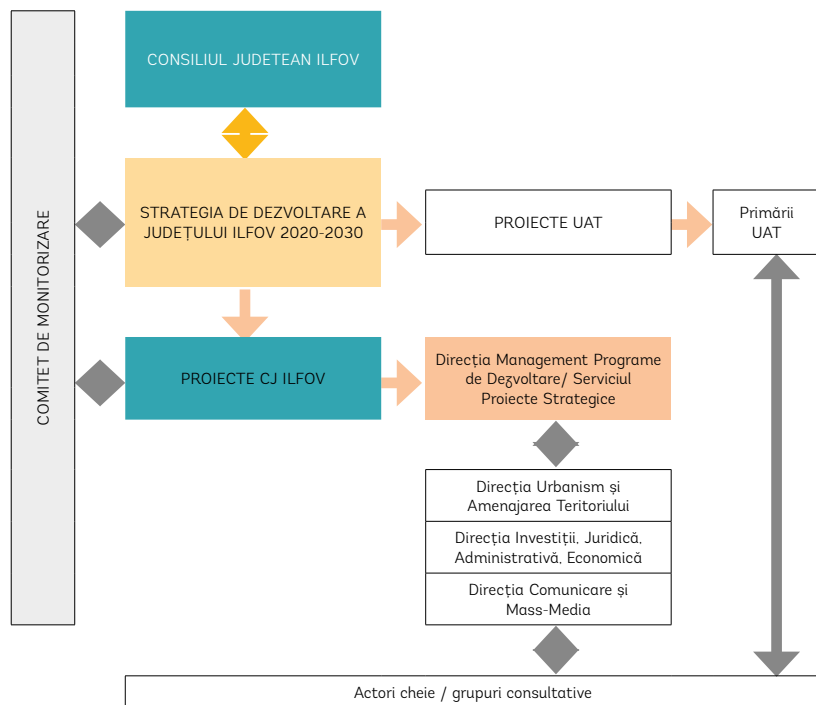 CONSILIUL JUDETEAN ILFOV
COMITET DE MONITORIZARE
STRATEGIA DE DEZVOLTARE A
JUDEȚULUI ILFOV 2020-2030
PROIECTE UAT
Primării
UAT
PROIECTE CJ ILFOV
Direcția Management Programe
de Dezvoltare/ Serviciul
Proiecte Strategice
Direcția Urbanism și
Amenajarea Teritoriului
Direcția Investiții, Juridică,
Administrativă, Economică
Direcția Comunicare și
Mass-Media
Actori cheie / grupuri consultative